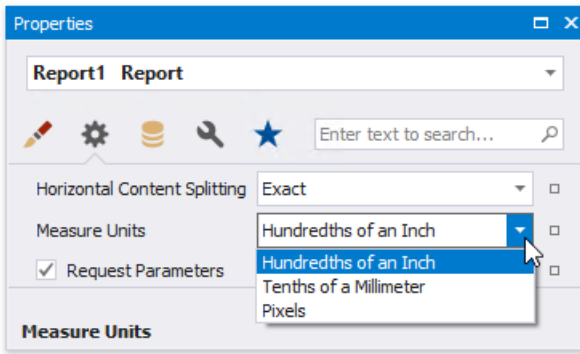 Properties
Report1 Report
Enter text to search...
Horizontal Content Splitting Exact
Measure Units Hundredths of an Inch
Hundredths of an Inch
Request Parameters
Tenths of a Millimeter
Pixels
Measure Units